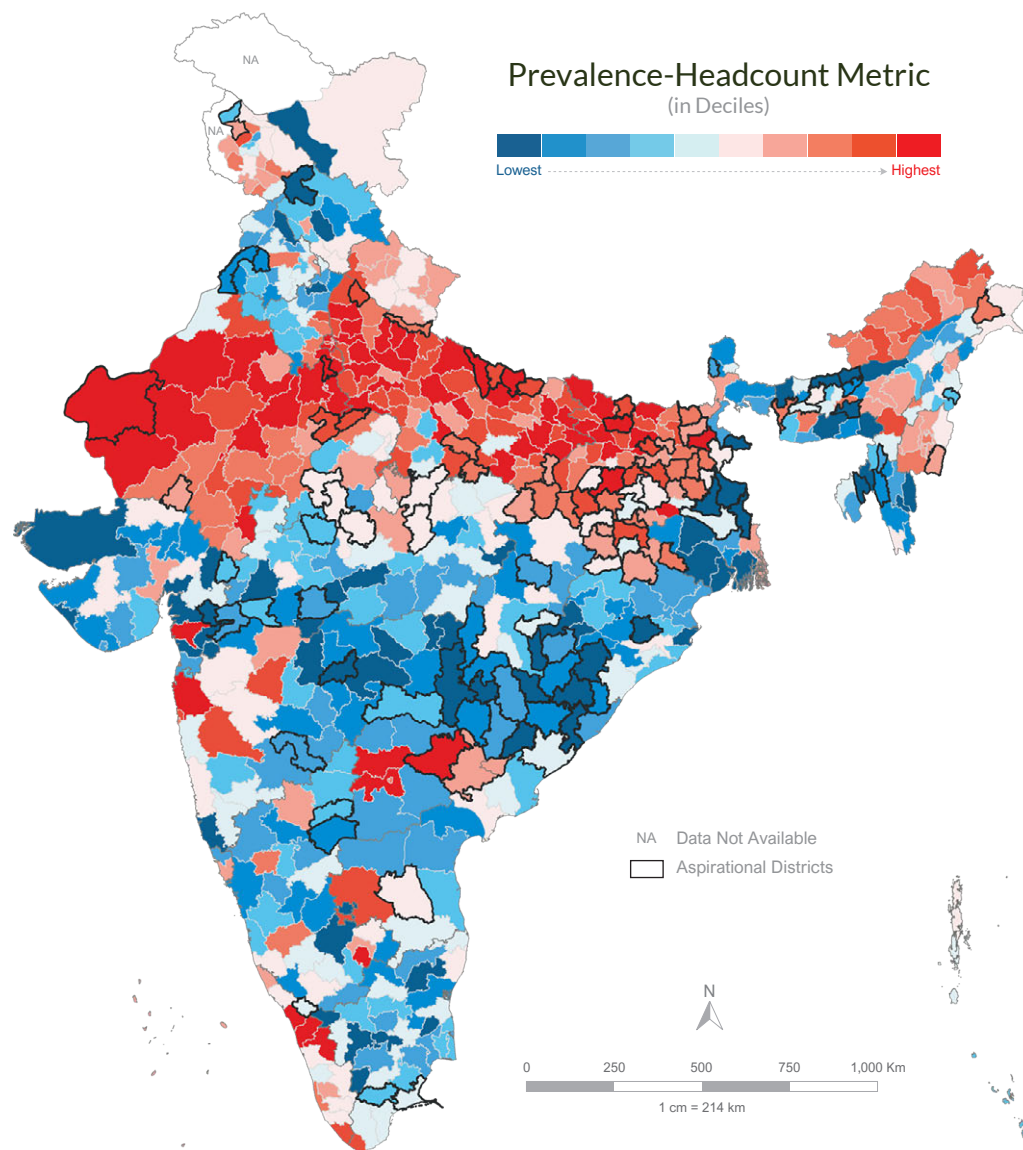 NA
Prevalence-Headcount Metric
(in Deciles)
NA
Lowest
Highest
NA Data Not Available
Aspirational Districts
N
0 250 500 750 1,000 Km
1 cm = 214 km